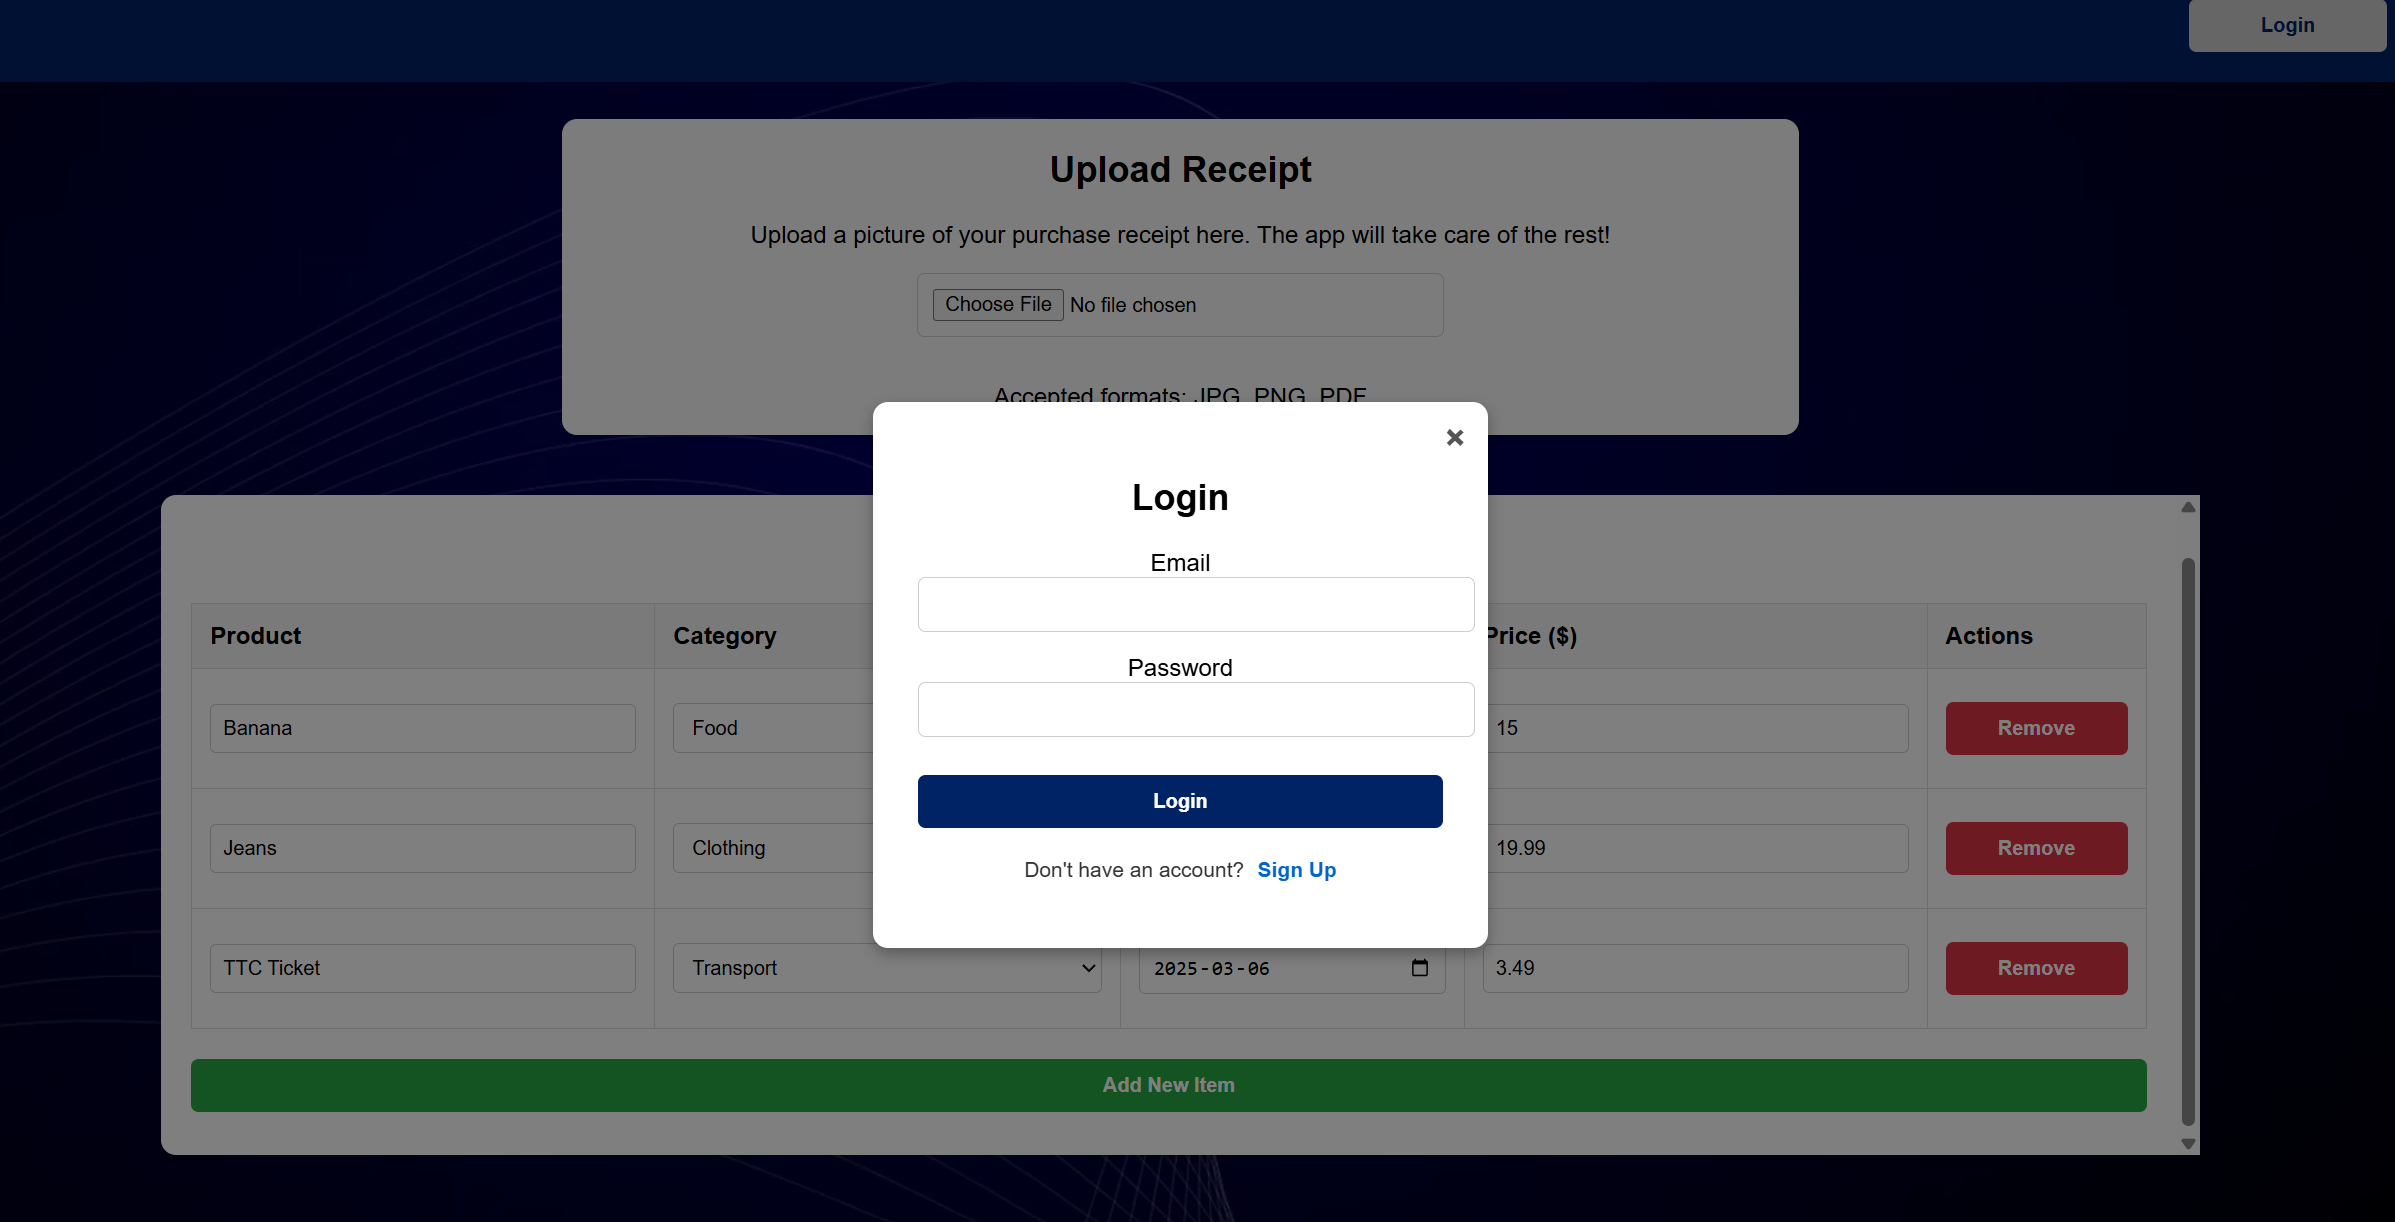 Login
Upload Receipt
Upload a picture of your purchase receipt here. The app will take care of the rest!
Choose File No file chosen
Accepted formats: JPG, PNG, PDF
Login
Email
Password
Login
Don't have an account? Sign Up
Product Category Price ($) Actions
Banana Food 15 Remove
Jeans Clothing 19.99 Remove
TTC Ticket Transport 2025-03-06 3.49 Remove
Add New Item